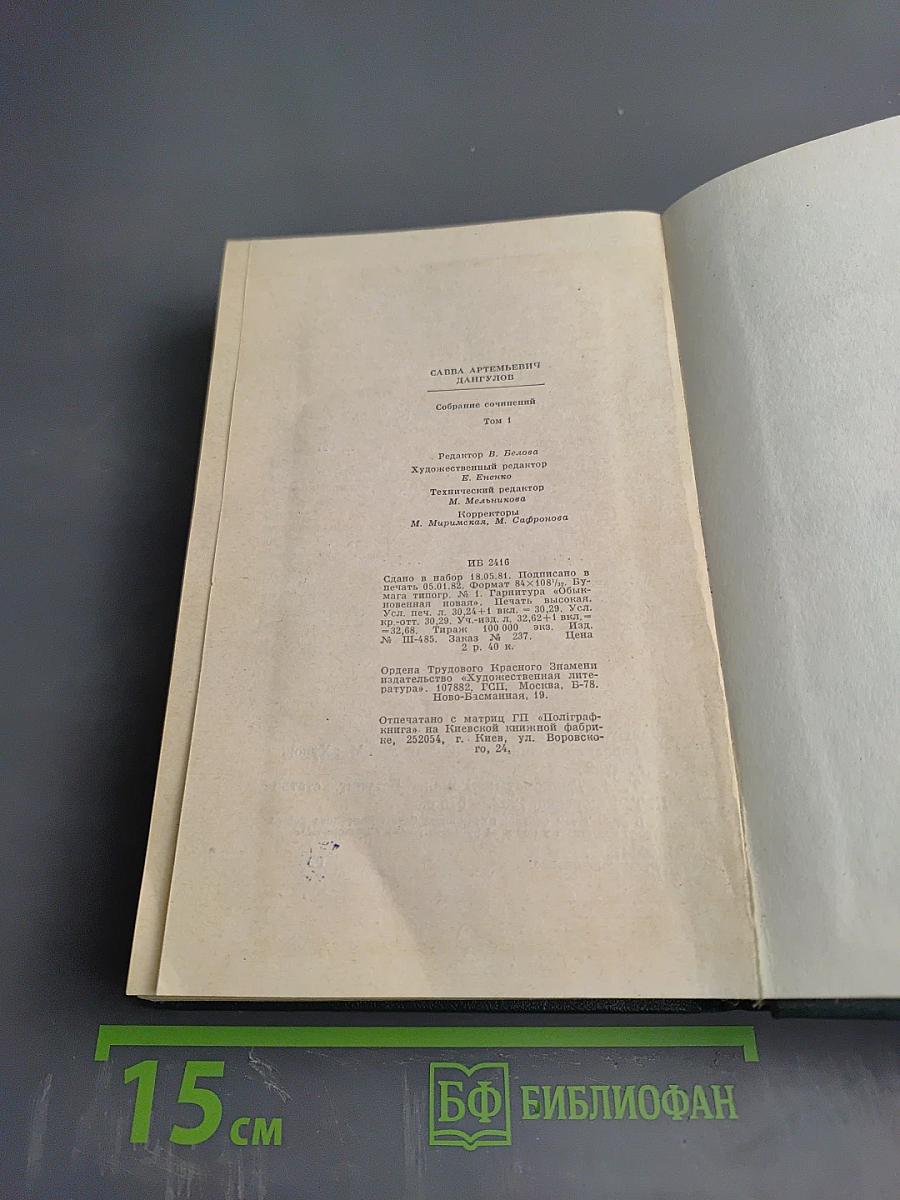 САВВА АРТЕМЬЕВИЧ
ДАНГУЛОВ
Собрание сочинений
Том 1
Редактор В. Белова
Художественный редактор
Е. Ененко
Технический редактор
М. Мельникова
Корректоры
М. Миримская, М. Сафронова
ИБ 2416
Сдано в набор 18.05.81. Подписано в
печать 05.01.82. Формат 84×108¹/₃₂. Бу-
мага типогр. № 1. Гарнитура «Обык-
новенная новая». Печать высокая.
Усл. печ. л. 30,24+1 вкл. = 30,29. Усл.
кр.-отт. 30,29. Уч.-изд. л. 32,62+1 вкл.=
=32,68. Тираж 100 000 экз. Изд.
№ III-485. Заказ № 237. Цена
2 р. 40 к.
Ордена Трудового Красного Знамени
издательство «Художественная лите-
ратура». 107882, ГСП, Москва, Б-78.
Ново-Басманная, 19.
Отпечатано с матриц ГП «Полiграф-
книга» на Киевской книжной фабри-
ке, 252054, г. Киев, ул. Воровско-
го, 24.
15 см
БФ БИБЛИОФАН